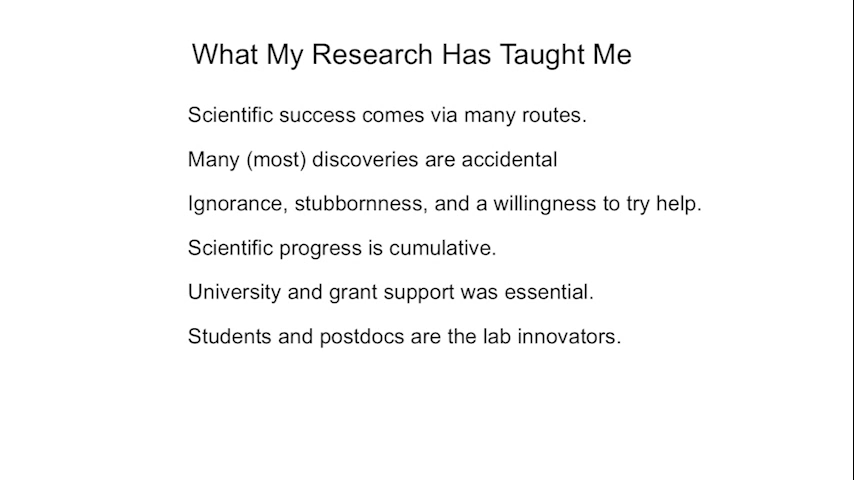 What My Research Has Taught Me
Scientific success comes via many routes.
Many (most) discoveries are accidental
Ignorance, stubbornness, and a willingness to try help.
Scientific progress is cumulative.
University and grant support was essential.
Students and postdocs are the lab innovators.